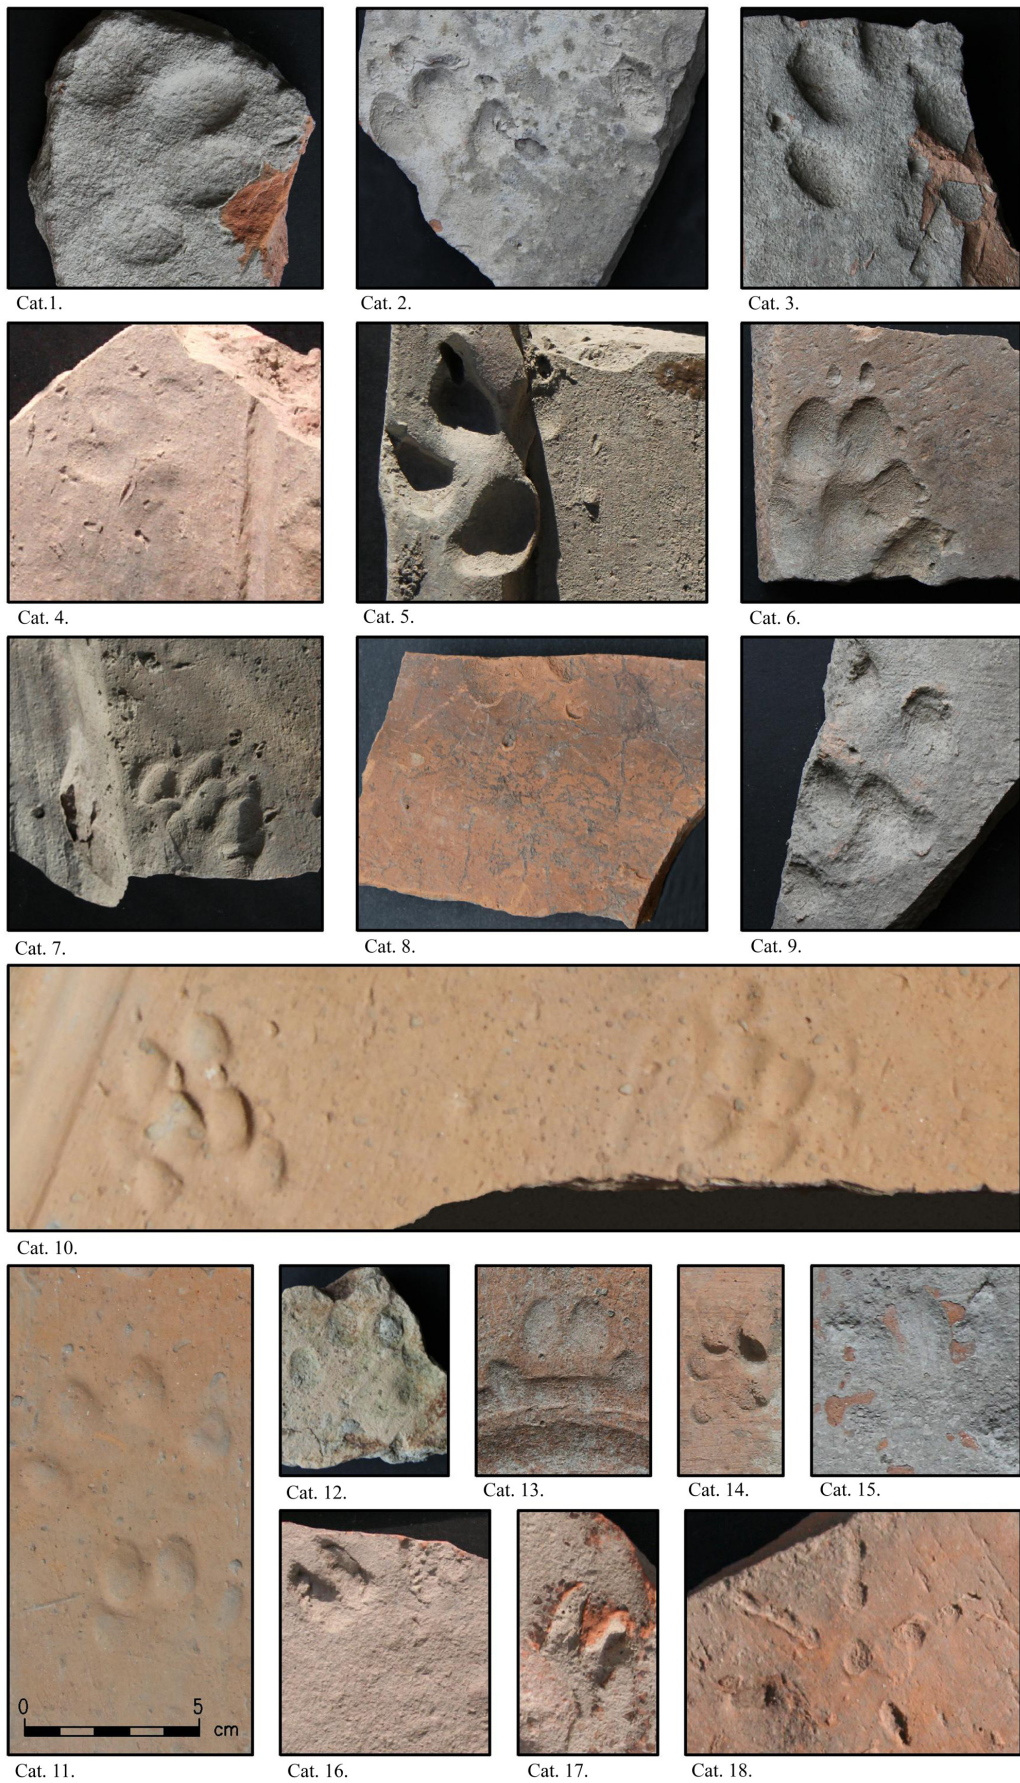 Cat.1.
Cat. 2.
Cat. 3.
Cat. 4.
Cat. 5.
Cat. 6.
Cat. 7.
Cat. 8.
Cat. 9.
Cat. 10.
Cat. 12.
Cat. 13.
Cat. 14.
Cat. 15.
0 5
cm
Cat. 11.
Cat. 16.
Cat. 17.
Cat. 18.